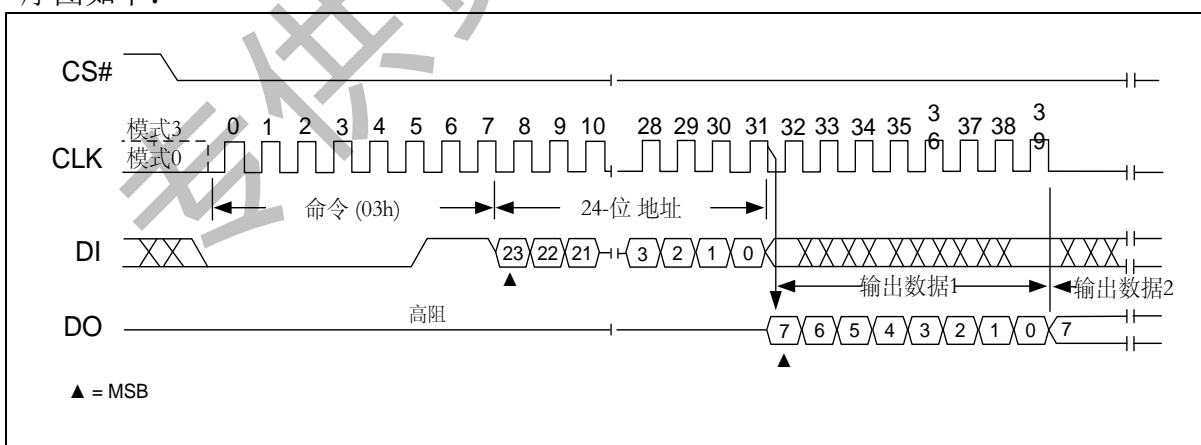 序图如下：
专供
CS#
模式3
模式0
CLK
0 1 2 3 4 5 6 7 8 9 10 28 29 30 31 32 33 34 35 36 37 38 39
命令 (03h)
24-位 地址
DI
23 22 21 3 2 1 0
输出数据1
输出数据2
高阻
DO
7 6 5 4 3 2 1 0 7
▲ = MSB